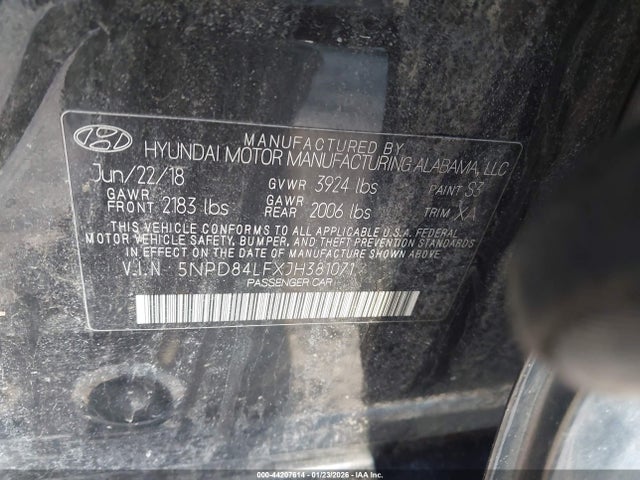 MANUFACTURED BY
HYUNDAI MOTOR MANUFACTURING ALABAMA, LLC
Jun/22/18 GVWR 3924 lbs PAINT S3
GAWR FRONT 2183 lbs GAWR REAR 2006 lbs TRIM XA
THIS VEHICLE CONFORMS TO ALL APPLICABLE U.S.A. FEDERAL
MOTOR VEHICLE SAFETY, BUMPER, AND THEFT PREVENTION STANDARDS
IN EFFECT ON THE DATE OF MANUFACTURE SHOWN ABOVE.
V.I.N : 5NPD84LFXJH381071
PASSENGER CAR
000-44207614 - 01/23/2026 - IAAI.COM